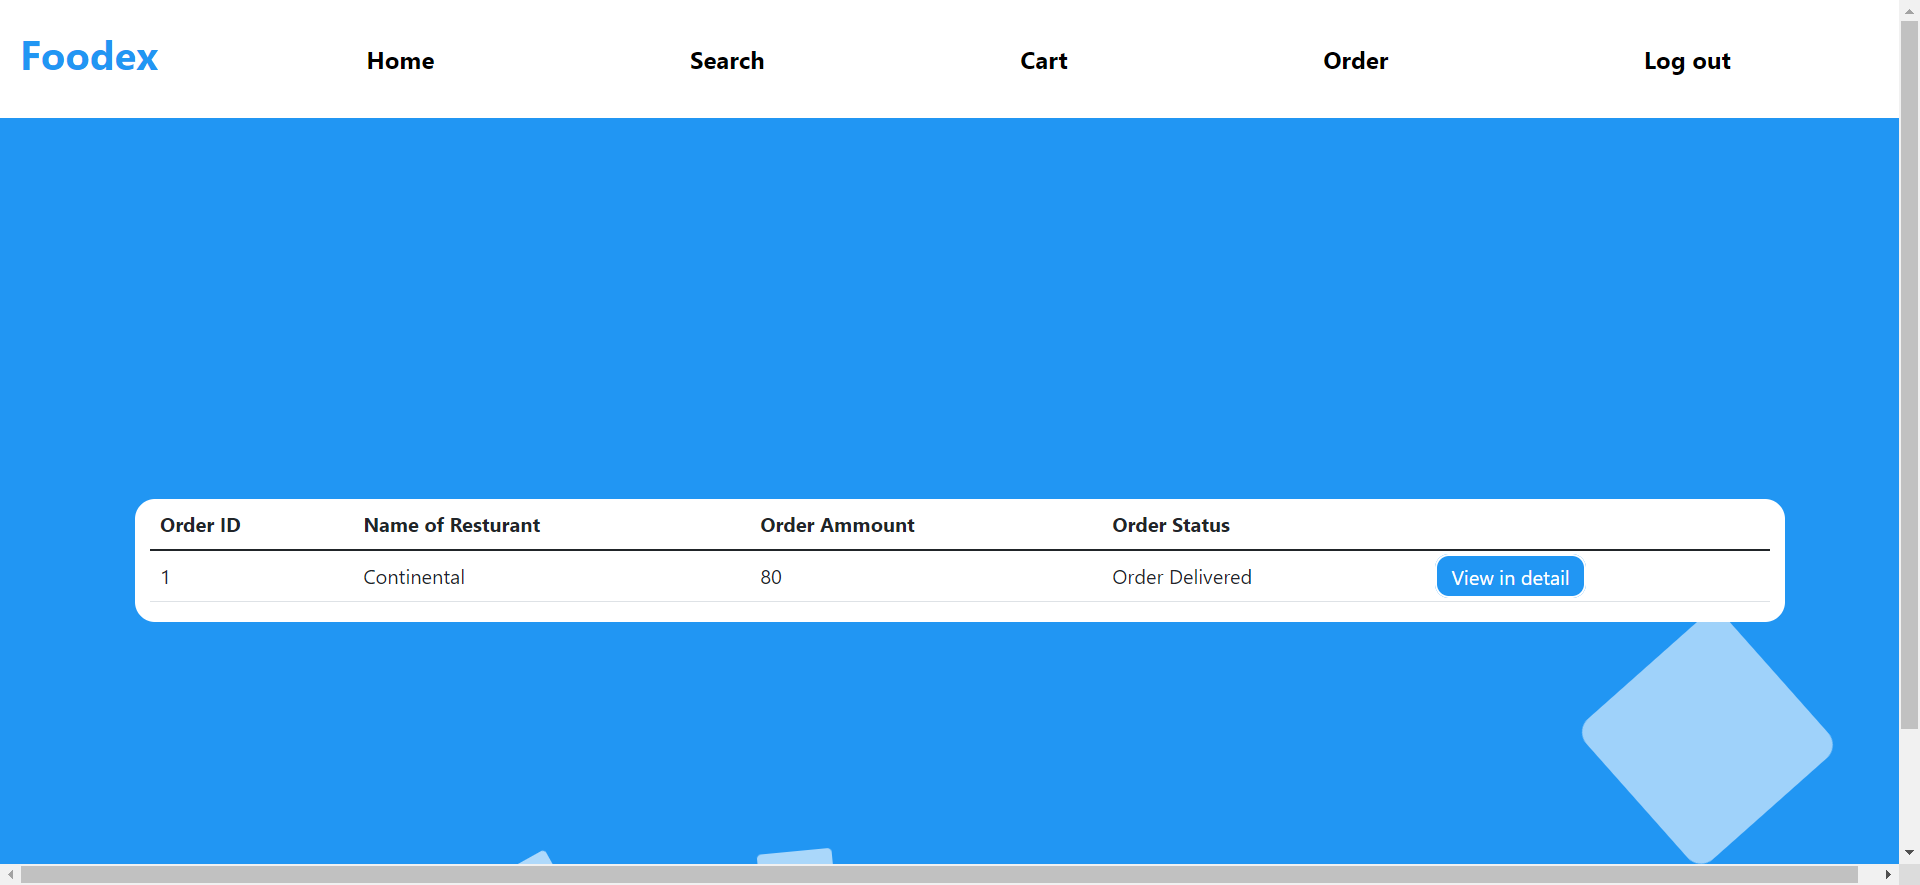 Foodex Home Search Cart Order Log out
Order ID Name of Resturant Order Ammount Order Status
1 Continental 80 Order Delivered View in detail